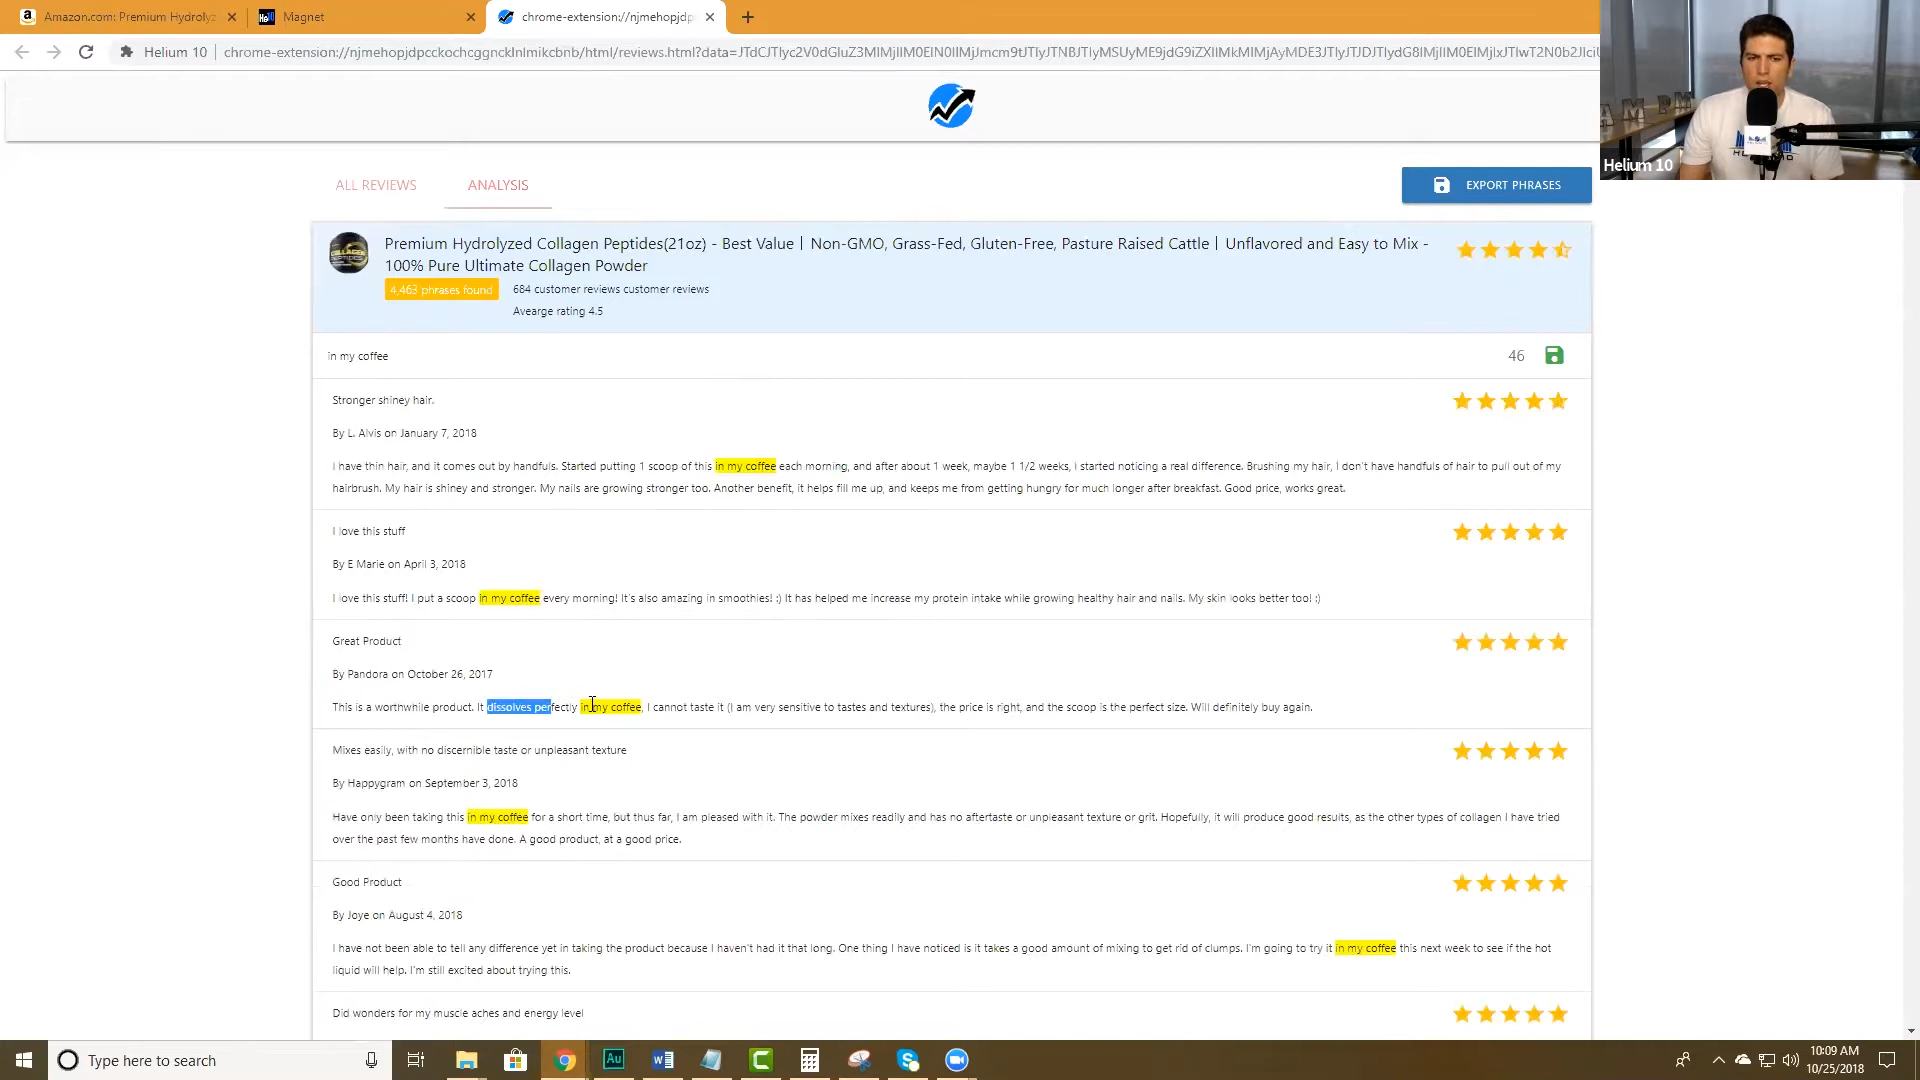 Amazon.com: Premium Hydrolyz
Magnet
chrome-extension://njmehopjdp
Helium 10
ALL REVIEWS
ANALYSIS
EXPORT PHRASES
Helium 10
Premium Hydrolyzed Collagen Peptides(21oz) - Best Value | Non-GMO, Grass-Fed, Gluten-Free, Pasture Raised Cattle | Unflavored and Easy to Mix -
100% Pure Ultimate Collagen Powder
4,463 phrases found
684 customer reviews customer reviews
Avearge rating 4.5
in my coffee
46
Stronger shiney hair.
By L. Alvis on January 7, 2018
I have thin hair, and it comes out by handfuls. Started putting 1 scoop of this in my coffee each morning, and after about 1 week, maybe 1 1/2 weeks, i started noticing a real difference. Brushing my hair, I don't have handfuls of hair to pull out of my
hairbrush. My hair is shiney and stronger. My nails are growing stronger too. Another benefit, it helps fill me up, and keeps me from getting hungry for much longer after breakfast. Good price, works great.
I love this stuff
By E Marie on April 3, 2018
I love this stuff! I put a scoop in my coffee every morning! It's also amazing in smoothies! :) It has helped me increase my protein intake while growing healthy hair and nails. My skin looks better too! :)
Great Product
By Pandora on October 26, 2017
This is a worthwhile product. It dissolves perfectly in my coffee, I cannot taste it (I am very sensitive to tastes and textures), the price is right, and the scoop is the perfect size. Will definitely buy again.
Mixes easily, with no discernible taste or unpleasant texture
By Happygram on September 3, 2018
Have only been taking this in my coffee for a short time, but thus far, I am pleased with it. The powder mixes readily and has no aftertaste or unpleasant texture or grit. Hopefully, it will produce good results, as the other types of collagen I have tried
over the past few months have done. A good product, at a good price.
Good Product
By Joye on August 4, 2018
I have not been able to tell any difference yet in taking the product because I haven't had it that long. One thing I have noticed is it takes a good amount of mixing to get rid of clumps. I'm going to try it in my coffee this next week to see if the hot
liquid will help. I'm still excited about trying this.
Did wonders for my muscle aches and energy level
Type here to search
10:09 AM
10/25/2018